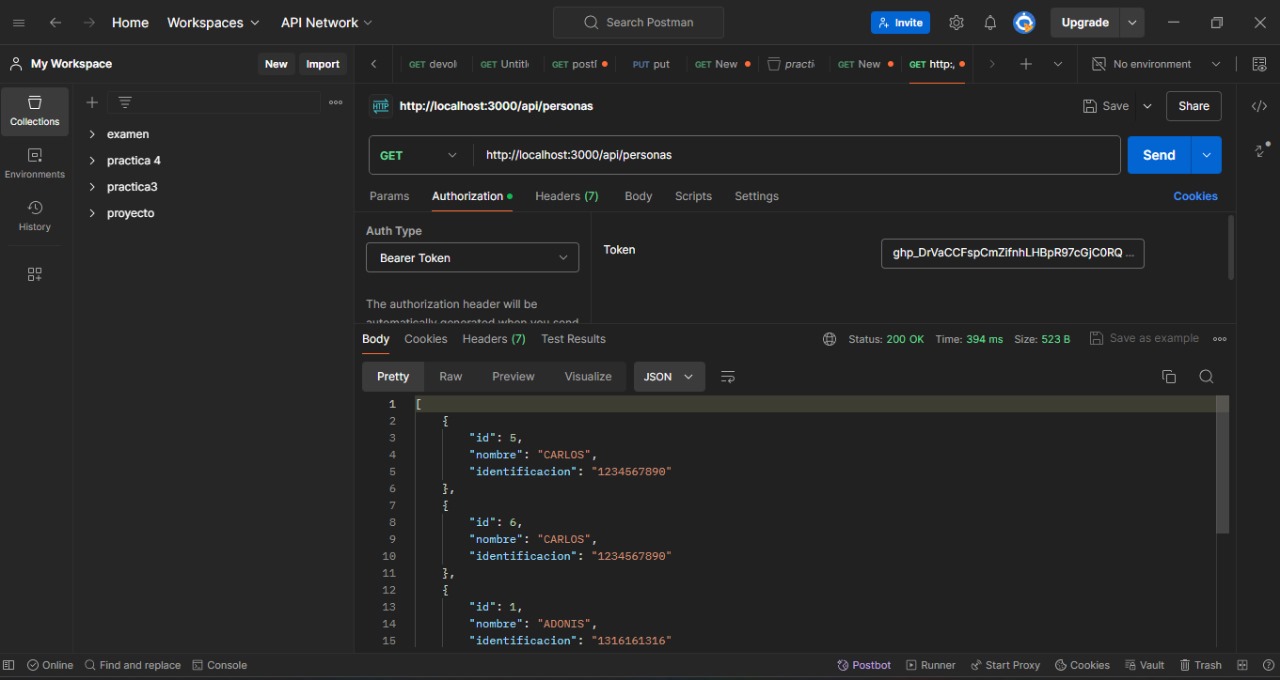 Home Workspaces API Network Search Postman Invite Upgrade
My Workspace New Import GET devol GET Untitl GET post! PUT put GET New practi GET New GET http:, No environment
Collections
Environments
History
examen
practica 4
practica3
proyecto
HTTP http://localhost:3000/api/personas Save Share
GET http://localhost:3000/api/personas Send
Params Authorization Headers (7) Body Scripts Settings Cookies
Auth Type
Bearer Token
Token ghp_DrVaCCFspCmZifnhLHBpR97cGjC0RQ ...
The authorization header will be
automatically generated when you send
Body Cookies Headers (7) Test Results Status: 200 OK Time: 394 ms Size: 523 B Save as example
Pretty Raw Preview Visualize JSON
1 [
2 {
3 "id": 5,
4 "nombre": "CARLOS",
5 "identificacion": "1234567890"
6 },
7 {
8 "id": 6,
9 "nombre": "CARLOS",
10 "identificacion": "1234567890"
11 },
12 {
13 "id": 1,
14 "nombre": "ADONIS",
15 "identificacion": "1316161316"
Online Find and replace Console Postbot Runner Start Proxy Cookies Vault Trash